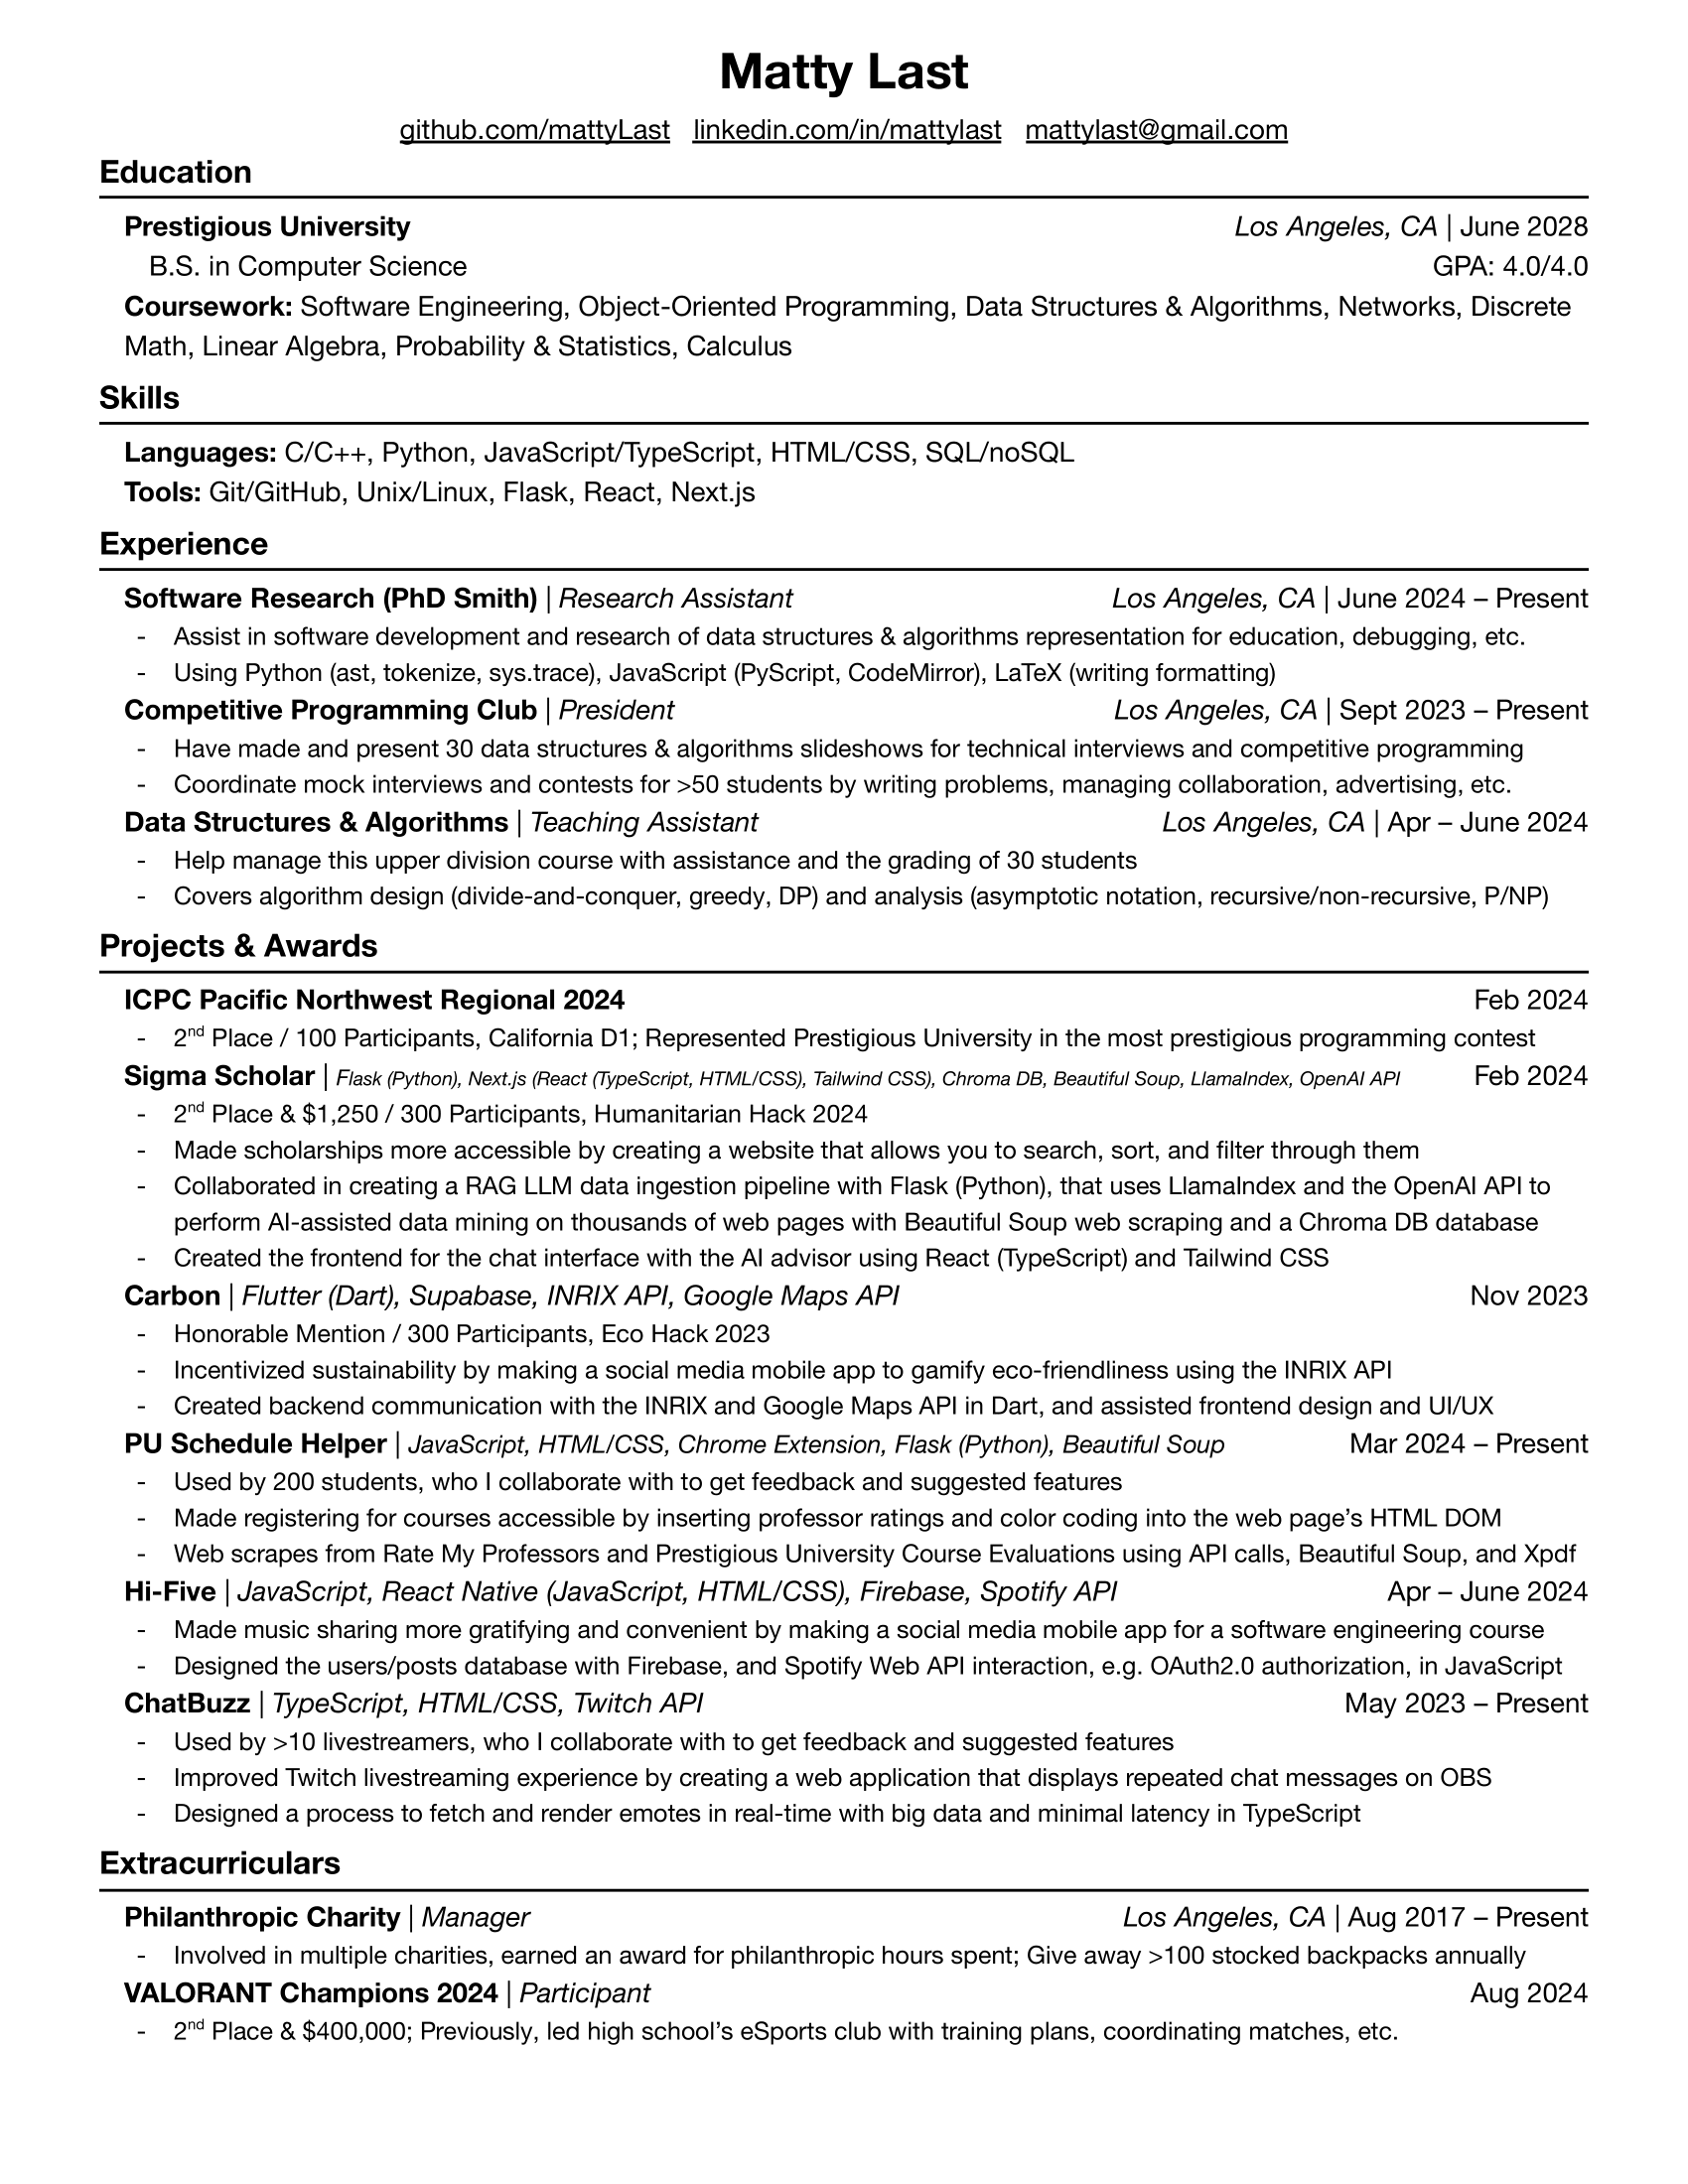 Matty Last
github.com/mattyLast linkedin.com/in/mattylast mattylast@gmail.com
Education
Prestigious University Los Angeles, CA | June 2028
B.S. in Computer Science GPA: 4.0/4.0
Coursework: Software Engineering, Object-Oriented Programming, Data Structures & Algorithms, Networks, Discrete
Math, Linear Algebra, Probability & Statistics, Calculus
Skills
Languages: C/C++, Python, JavaScript/TypeScript, HTML/CSS, SQL/noSQL
Tools: Git/GitHub, Unix/Linux, Flask, React, Next.js
Experience
Software Research (PhD Smith) | Research Assistant Los Angeles, CA | June 2024 – Present
- Assist in software development and research of data structures & algorithms representation for education, debugging, etc.
- Using Python (ast, tokenize, sys.trace), JavaScript (PyScript, CodeMirror), LaTeX (writing formatting)
Competitive Programming Club | President Los Angeles, CA | Sept 2023 – Present
- Have made and present 30 data structures & algorithms slideshows for technical interviews and competitive programming
- Coordinate mock interviews and contests for >50 students by writing problems, managing collaboration, advertising, etc.
Data Structures & Algorithms | Teaching Assistant Los Angeles, CA | Apr – June 2024
- Help manage this upper division course with assistance and the grading of 30 students
- Covers algorithm design (divide-and-conquer, greedy, DP) and analysis (asymptotic notation, recursive/non-recursive, P/NP)
Projects & Awards
ICPC Pacific Northwest Regional 2024 Feb 2024
- 2nd Place / 100 Participants, California D1; Represented Prestigious University in the most prestigious programming contest
Sigma Scholar | Flask (Python), Next.js (React (TypeScript, HTML/CSS), Tailwind CSS), Chroma DB, Beautiful Soup, LlamaIndex, OpenAI API Feb 2024
- 2nd Place & $1,250 / 300 Participants, Humanitarian Hack 2024
- Made scholarships more accessible by creating a website that allows you to search, sort, and filter through them
- Collaborated in creating a RAG LLM data ingestion pipeline with Flask (Python), that uses LlamaIndex and the OpenAI API to
perform AI-assisted data mining on thousands of web pages with Beautiful Soup web scraping and a Chroma DB database
- Created the frontend for the chat interface with the AI advisor using React (TypeScript) and Tailwind CSS
Carbon | Flutter (Dart), Supabase, INRIX API, Google Maps API Nov 2023
- Honorable Mention / 300 Participants, Eco Hack 2023
- Incentivized sustainability by making a social media mobile app to gamify eco-friendliness using the INRIX API
- Created backend communication with the INRIX and Google Maps API in Dart, and assisted frontend design and UI/UX
PU Schedule Helper | JavaScript, HTML/CSS, Chrome Extension, Flask (Python), Beautiful Soup Mar 2024 – Present
- Used by 200 students, who I collaborate with to get feedback and suggested features
- Made registering for courses accessible by inserting professor ratings and color coding into the web page’s HTML DOM
- Web scrapes from Rate My Professors and Prestigious University Course Evaluations using API calls, Beautiful Soup, and Xpdf
Hi-Five | JavaScript, React Native (JavaScript, HTML/CSS), Firebase, Spotify API Apr – June 2024
- Made music sharing more gratifying and convenient by making a social media mobile app for a software engineering course
- Designed the users/posts database with Firebase, and Spotify Web API interaction, e.g. OAuth2.0 authorization, in JavaScript
ChatBuzz | TypeScript, HTML/CSS, Twitch API May 2023 – Present
- Used by >10 livestreamers, who I collaborate with to get feedback and suggested features
- Improved Twitch livestreaming experience by creating a web application that displays repeated chat messages on OBS
- Designed a process to fetch and render emotes in real-time with big data and minimal latency in TypeScript
Extracurriculars
Philanthropic Charity | Manager Los Angeles, CA | Aug 2017 – Present
- Involved in multiple charities, earned an award for philanthropic hours spent; Give away >100 stocked backpacks annually
VALORANT Champions 2024 | Participant Aug 2024
- 2nd Place & $400,000; Previously, led high school’s eSports club with training plans, coordinating matches, etc.